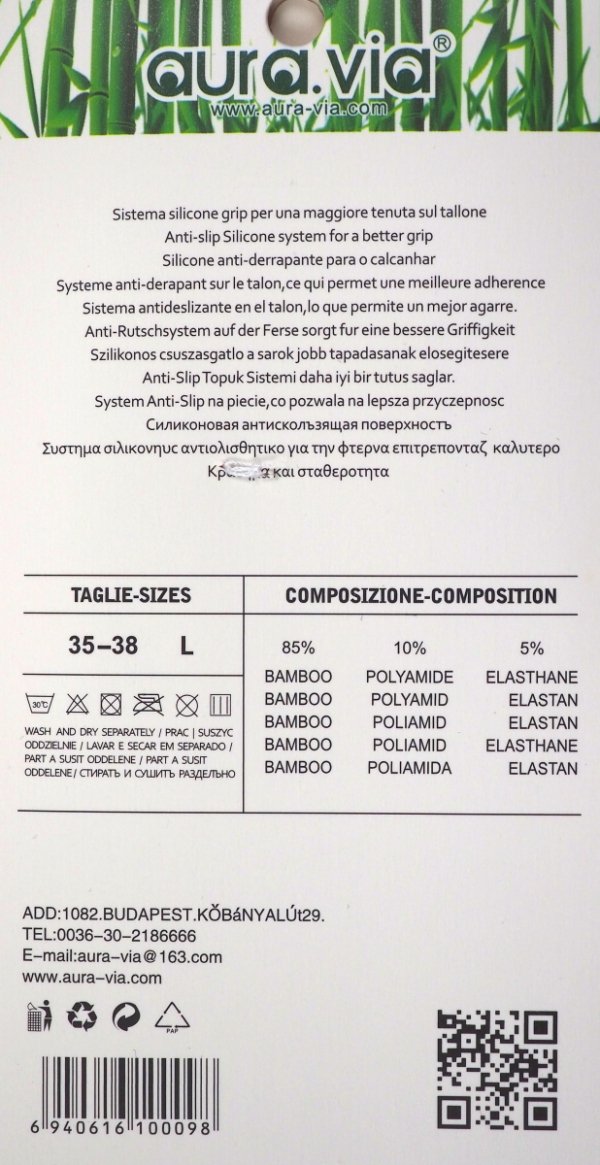 aura.via®
www.aura-via.com
Sistema silicone grip per una maggiore tenuta sul tallone
Anti-slip Silicone system for a better grip
Silicone anti-derrapante para o calcanhar
Systeme anti-derapant sur le talon,ce qui permet une meilleure adherence
Sistema antideslizante en el talon,lo que permite un mejor agarre.
Anti-Rutschsystem auf der Ferse sorgt fur eine bessere Griffigkeit
Szilikonos csuszasgatlo a sarok jobb tapadasanak elosegitesere
Anti-Slip Topuk Sistemi daha iyi bir tutus saglar.
System Anti-Slip na piecie,co pozwala na lepsza przyczepnosc
Силиконовая антисколъзящая поверхностъ
Συστημα σιλικονηυς αντιολισθητικο για την φτερνα επιτρεπονταζ καλυτερο
και σταθεροτητα
TAGLIE-SIZES
COMPOSIZIONE-COMPOSITION
35–38 L
85% 10% 5%
BAMBOO POLYAMIDE ELASTHANE
BAMBOO POLYAMID ELASTAN
BAMBOO POLIAMID ELASTAN
BAMBOO POLIAMID ELASTHANE
BAMBOO POLIAMIDA ELASTAN
30°C
WASH AND DRY SEPARATELY / PRAC | SUSZYC
ODDZIELNIE / LAVAR E SECAR EM SEPARADO /
PART A SUSIT ODDELENE / PART A SUSIT
ODDELENE / СТИРАТЬ И СУШИТЬ РАЗДЕЛЬНО
ADD:1082.BUDAPEST.KǑBáNYALÚt29.
TEL:0036–30–2186666
E–mail:aura–via@163.com
www.aura–via.com
PAP
6 940616 100098